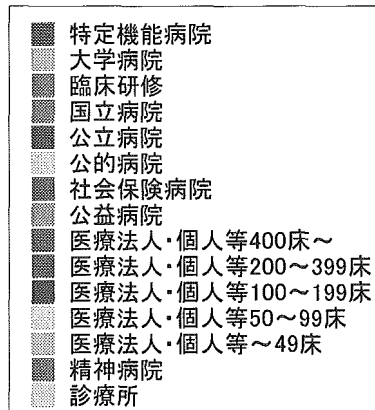 特定機能病院
大学病院
臨床研修
国立病院
公立病院
公的病院
社会保険病院
公益病院
医療法人・個人等400床～
医療法人・個人等200～399床
医療法人・個人等100～199床
医療法人・個人等50～99床
医療法人・個人等～49床
精神病院
診療所